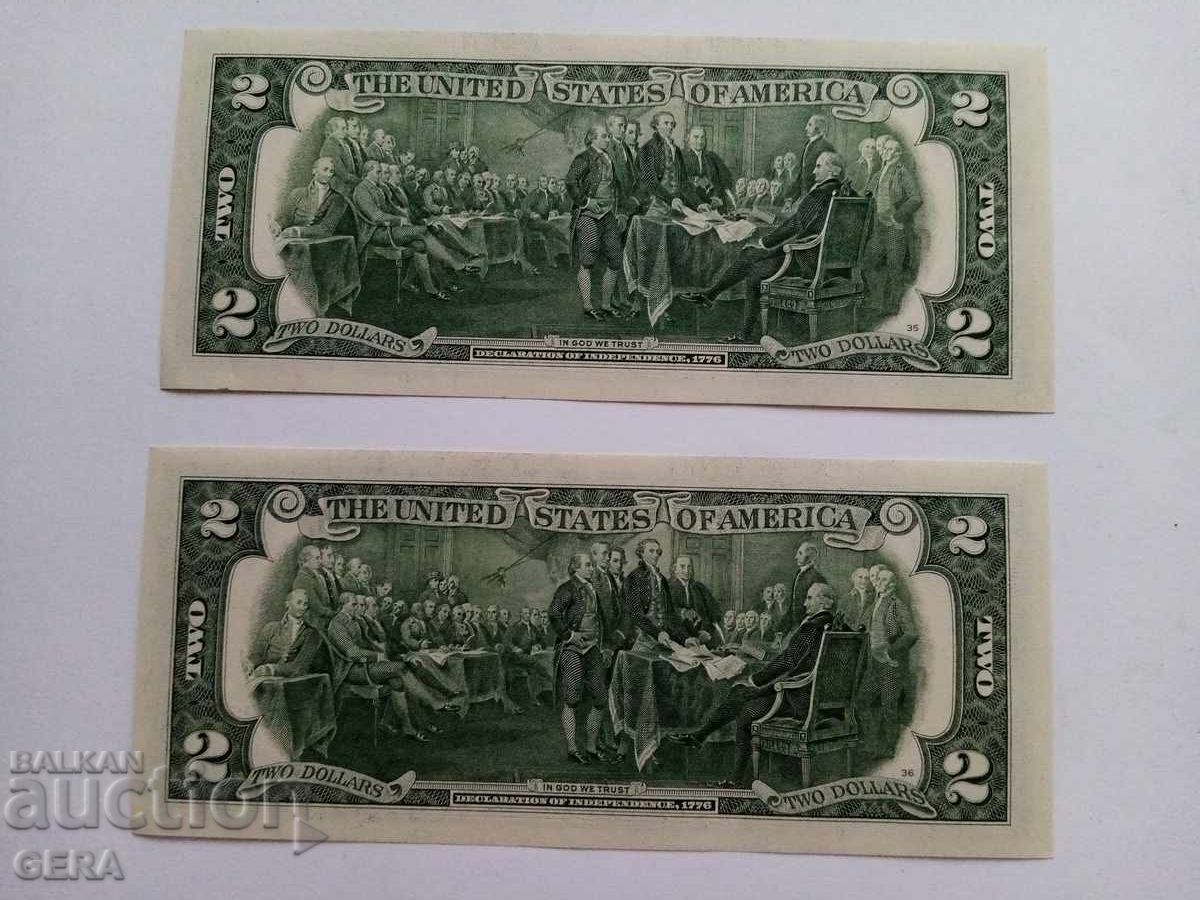 2 THE UNITED STATES OF AMERICA 2
TWO TWO
2 2
TWO DOLLARS IN GOD WE TRUST TWO DOLLARS 35
DECLARATION OF INDEPENDENCE, 1776
2 THE UNITED STATES OF AMERICA 2
TWO TWO
2 2
TWO DOLLARS IN GOD WE TRUST TWO DOLLARS 36
DECLARATION OF INDEPENDENCE, 1776
BALKAN
auction
GERA